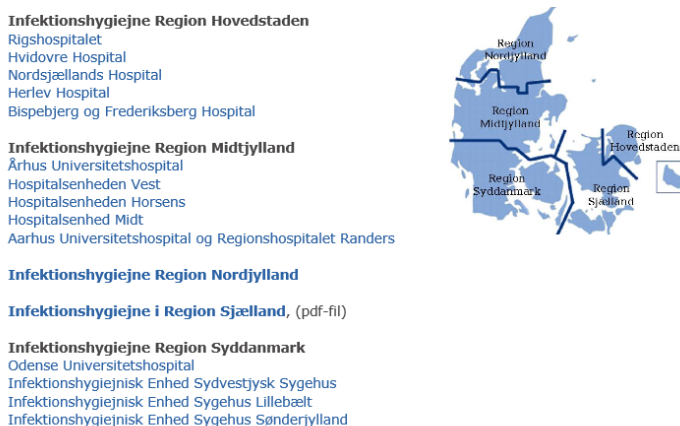 Infektionshygiejne Region Hovedstaden
Rigshospitalet
Hvidovre Hospital
Nordsjællands Hospital
Herlev Hospital
Bispebjerg og Frederiksberg Hospital
Infektionshygiejne Region Midtjylland
Århus Universitetshospital
Hospitalsenheden Vest
Hospitalsenheden Horsens
Hospitalsenhed Midt
Aarhus Universitetshospital og Regionshospitalet Randers
Infektionshygiejne Region Nordjylland
Infektionshygiejne i Region Sjælland, (pdf-fil)
Infektionshygiejne Region Syddanmark
Odense Universitetshospital
Infektionshygiejnisk Enhed Sydvestjysk Sygehus
Infektionshygiejnisk Enhed Sygehus Lillebælt
Infektionshygiejnisk Enhed Sygehus Sønderjylland
Region
Nordjylland
Region
Midtjylland
Region
Hovedstaden
Region
Syddanmark
Region
Sjælland